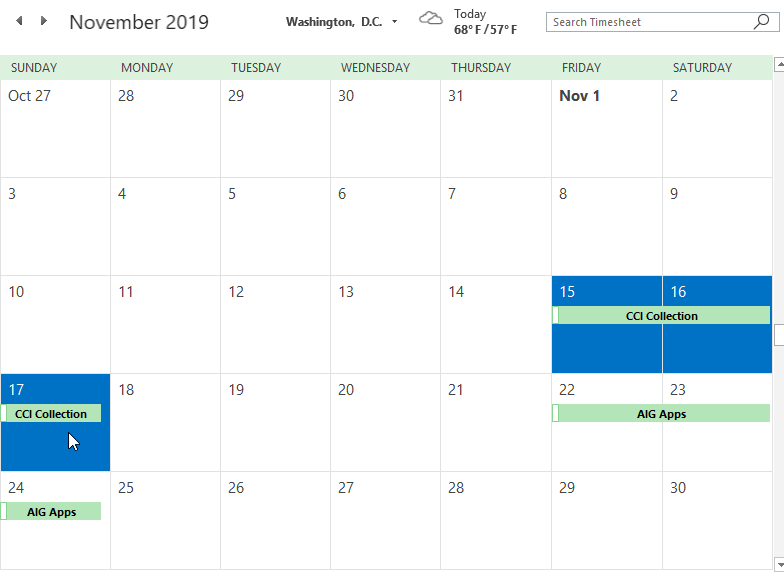 November 2019
Washington, D.C.
Today
68°F/57°F
Search Timesheet
SUNDAY MONDAY TUESDAY WEDNESDAY THURSDAY FRIDAY SATURDAY
Oct 27 28 29 30 31 Nov 1 2
3 4 5 6 7 8 9
10 11 12 13 14 15 16
CCI Collection
17 18 19 20 21 22 23
CCI Collection AIG Apps
24 25 26 27 28 29 30
AIG Apps